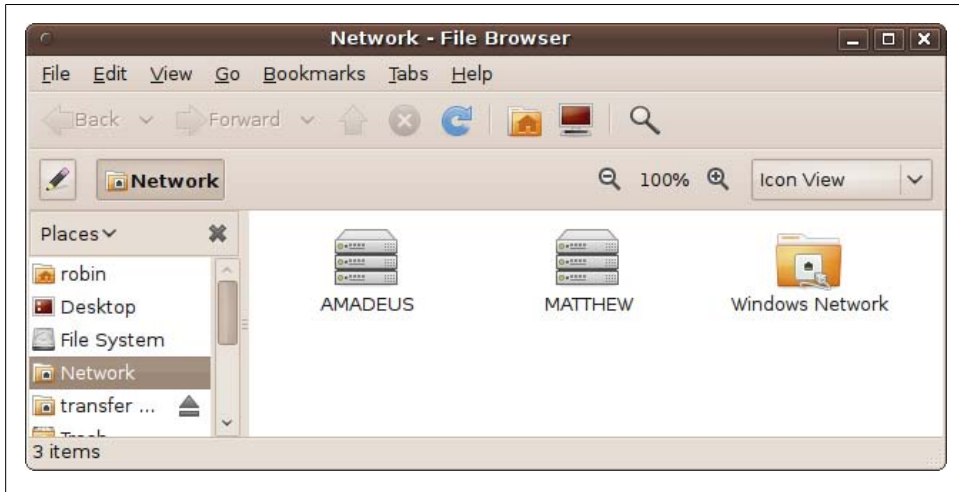 Network - File Browser
File Edit View Go Bookmarks Tabs Help
Back Forward
Network 100% Icon View
Places
robin
Desktop
File System
Network
transfer ...
AMADEUS MATTHEW Windows Network
3 items